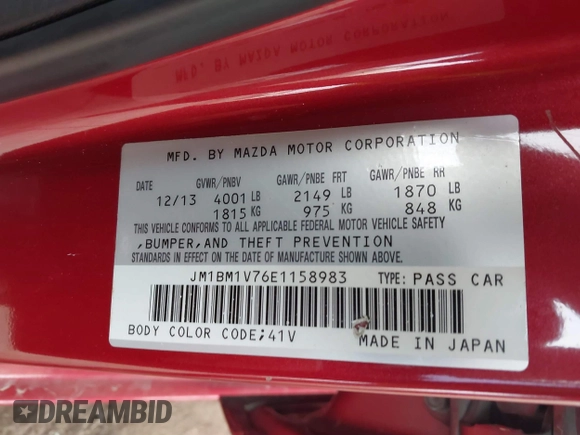 MFD. BY MAZDA MOTOR CORPORATION
DATE GVWR/PNBV GAWR/PNBE FRT GAWR/PNBE RR
12/13 4001 LB 2149 LB 1870 LB
1815 KG 975 KG 848 KG
THIS VEHICLE CONFORMS TO ALL APPLICABLE FEDERAL MOTOR VEHICLE SAFETY
,BUMPER,AND THEFT PREVENTION
STANDARDS IN EFFECT ON THE DATE OF MANUFACTURE SHOWN ABOVE.
JM1BM1V76E1158983 TYPE: PASS CAR
BODY COLOR CODE;41V MADE IN JAPAN
DREAMBID